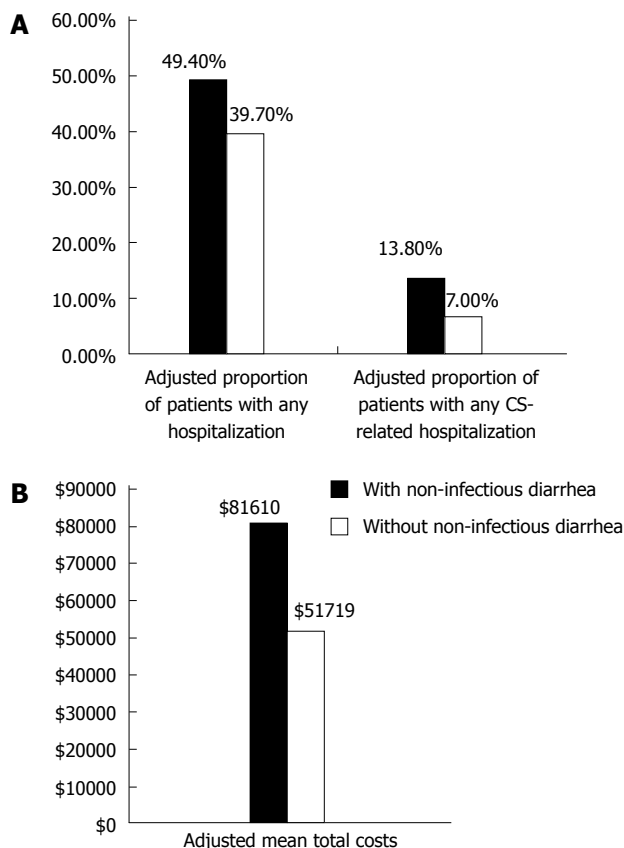 A
60.00%
50.00%
40.00%
30.00%
20.00%
10.00%
0.00%
49.40%
39.70%
13.80%
7.00%
Adjusted proportion
of patients with any
hospitalization
Adjusted proportion of
patients with any CS-
related hospitalization
B
$90000
$80000
$70000
$60000
$50000
$40000
$30000
$20000
$10000
$0
$81610
$51719
With non-infectious diarrhea
Without non-infectious diarrhea
Adjusted mean total costs